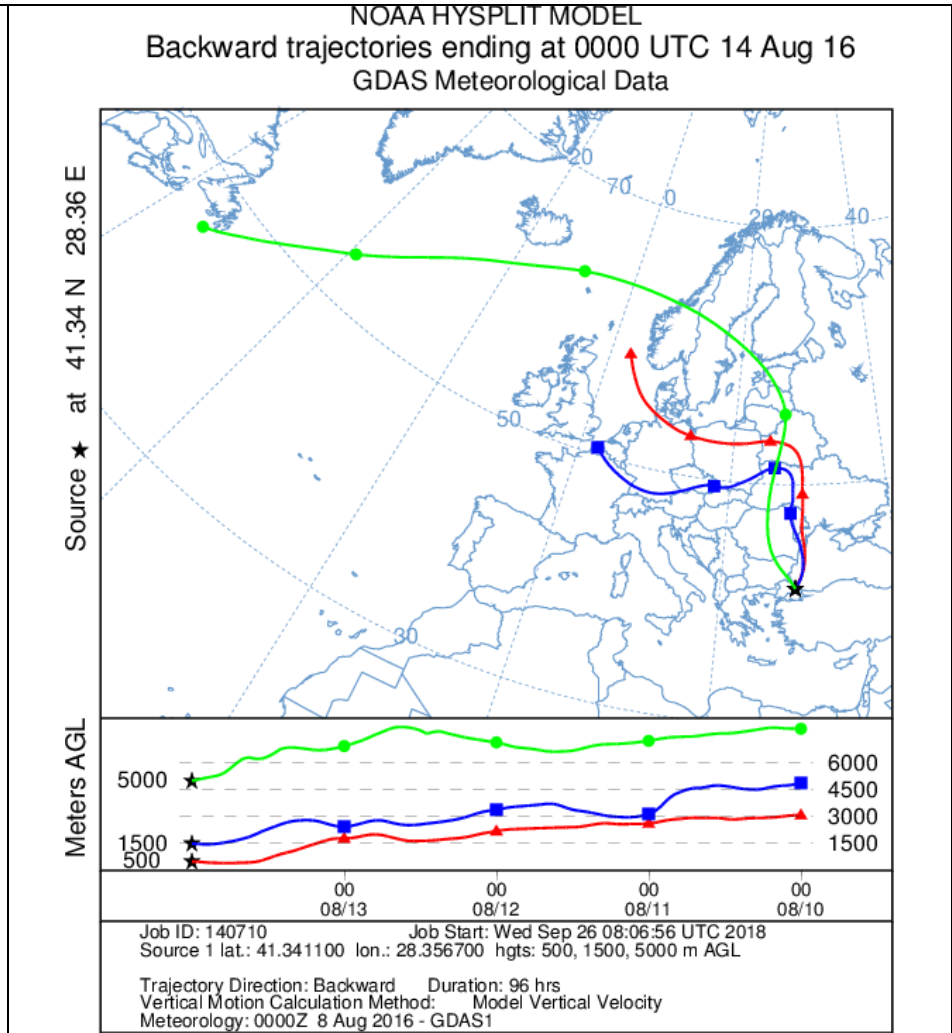 NOAA HYSPLIT MODEL
Backward trajectories ending at 0000 UTC 14 Aug 16
GDAS Meteorological Data
Source ★ at 41.34 N 28.36 E
20
70
0
20
40
50
30
Meters AGL
5000
1500
500
6000
4500
3000
1500
00 00 00 00
08/13 08/12 08/11 08/10
Job ID: 140710 Job Start: Wed Sep 26 08:06:56 UTC 2018
Source 1 lat.: 41.341100 lon.: 28.356700 hgts: 500, 1500, 5000 m AGL
Trajectory Direction: Backward Duration: 96 hrs
Vertical Motion Calculation Method: Model Vertical Velocity
Meteorology: 0000Z 8 Aug 2016 - GDAS1